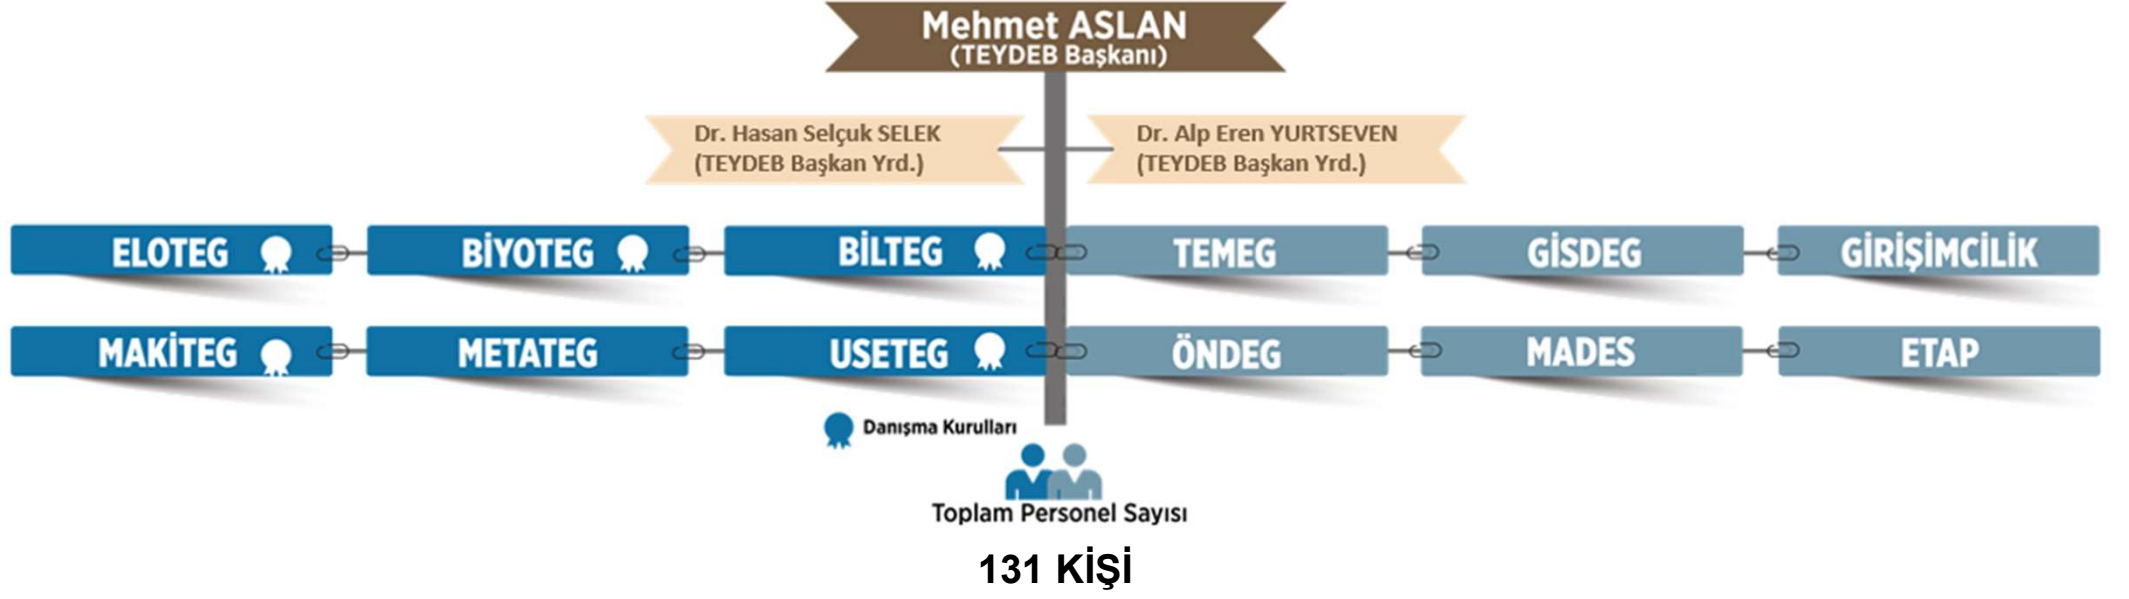 Mehmet ASLAN
(TEYDEB Başkanı)
Dr. Hasan Selçuk SELEK
(TEYDEB Başkan Yrd.)
Dr. Alp Eren YURTSEVEN
(TEYDEB Başkan Yrd.)
ELOTEG
BİYOTEG
BİLTEG
TEMEG
GİSDEG
GİRİŞİMCİLİK
MAKİTEG
METATEG
USETEG
ÖNDEG
MADES
ETAP
Danışma Kurulları
Toplam Personel Sayısı
131 KİŞİ